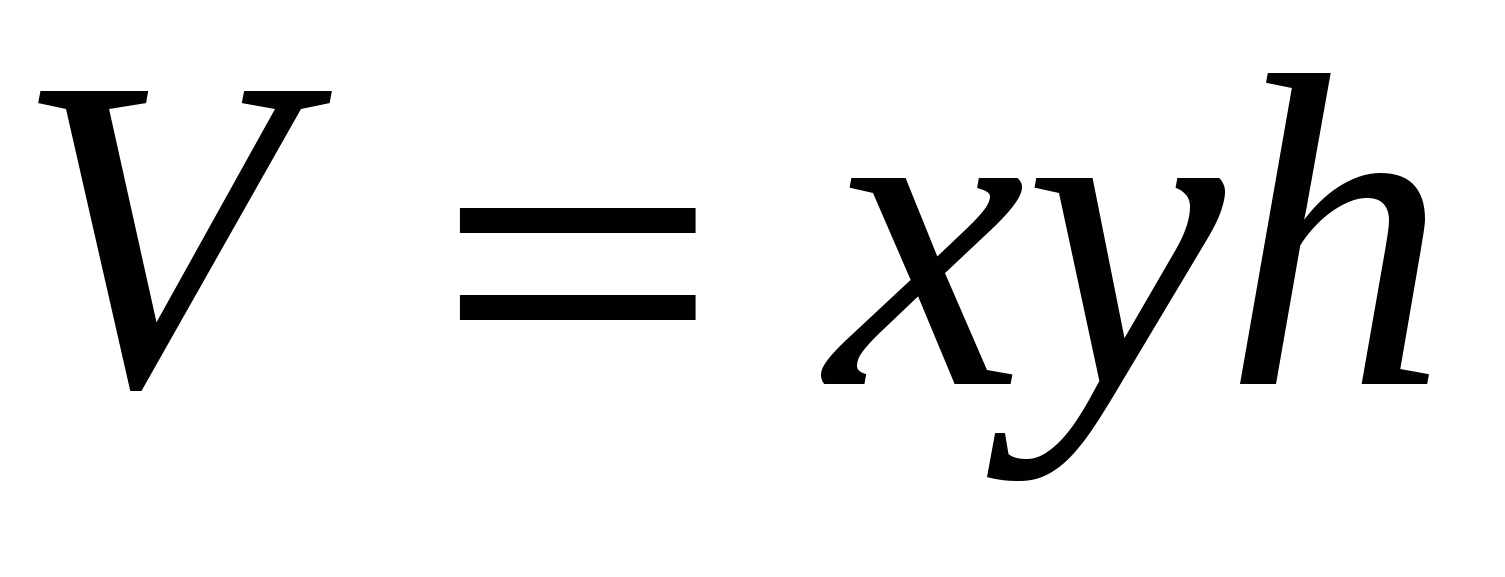 V = xyh